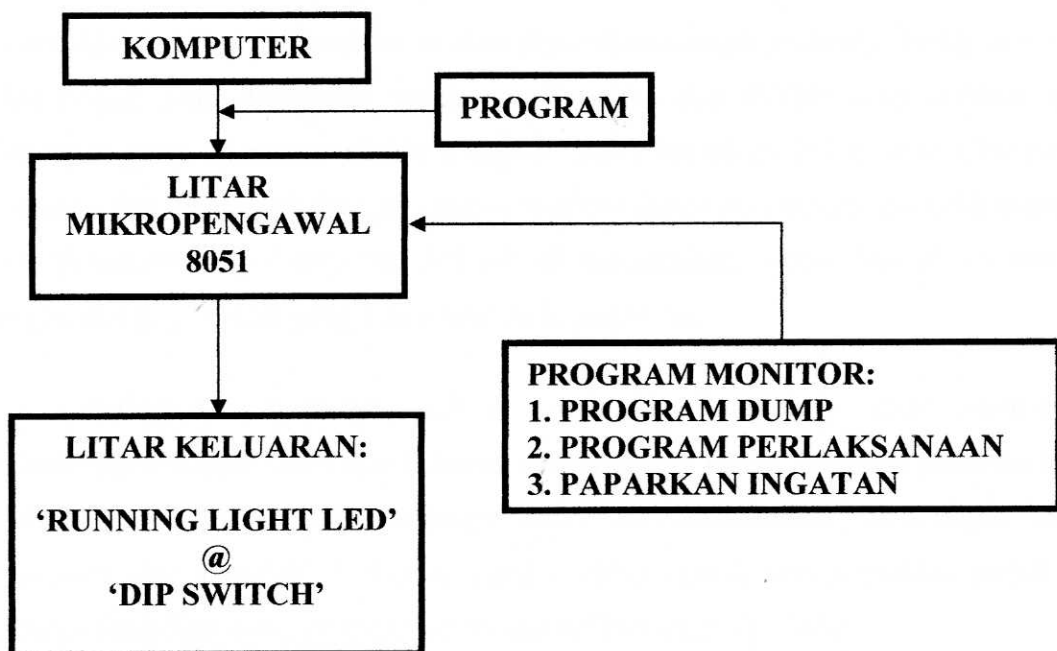 KOMPUTER
PROGRAM
LITAR
MIKROPENGAWAL
8051
PROGRAM MONITOR:
1. PROGRAM DUMP
2. PROGRAM PERLAKSANAAN
3. PAPARKAN INGATAN
LITAR KELUARAN:
‘RUNNING LIGHT LED’
@
‘DIP SWITCH’